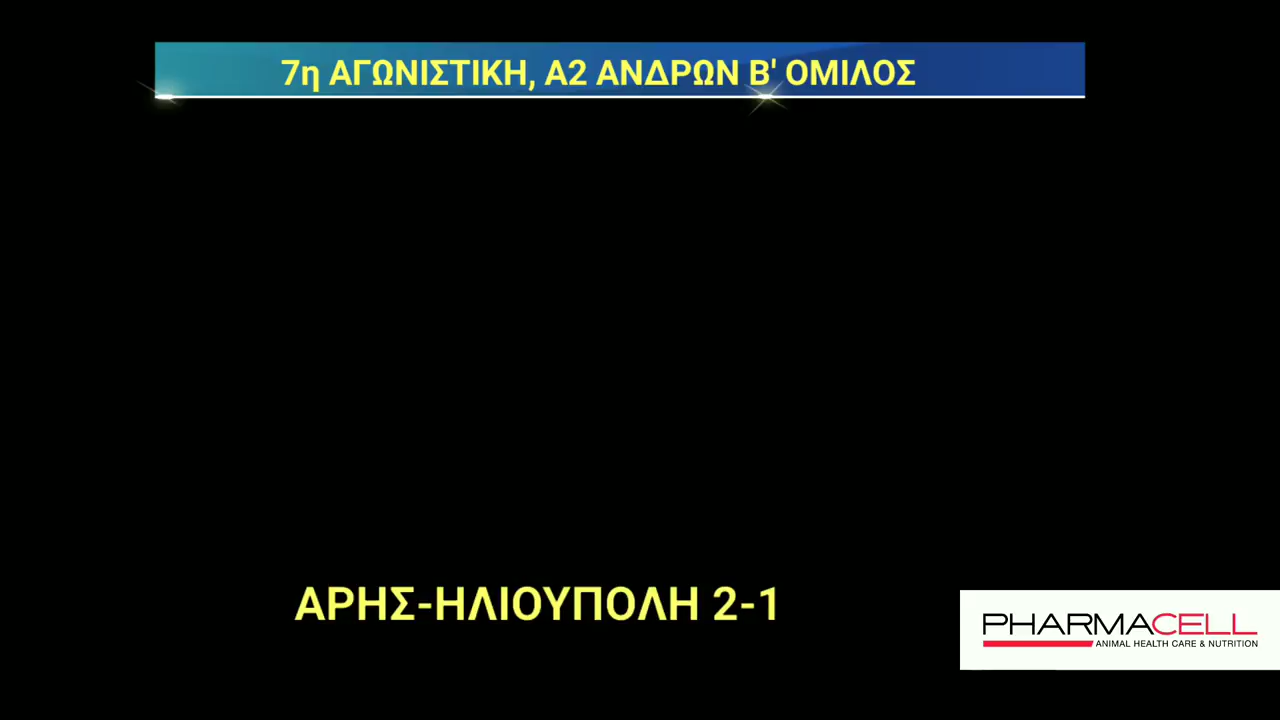 7η ΑΓΩΝΙΣΤΙΚΗ, Α2 ΑΝΔΡΩΝ Β' ΟΜΙΛΟΣ
ΑΡΗΣ-ΗΛΙΟΥΠΟΛΗ 2-1
PHARMACELL
ANIMAL HEALTH CARE & NUTRITION